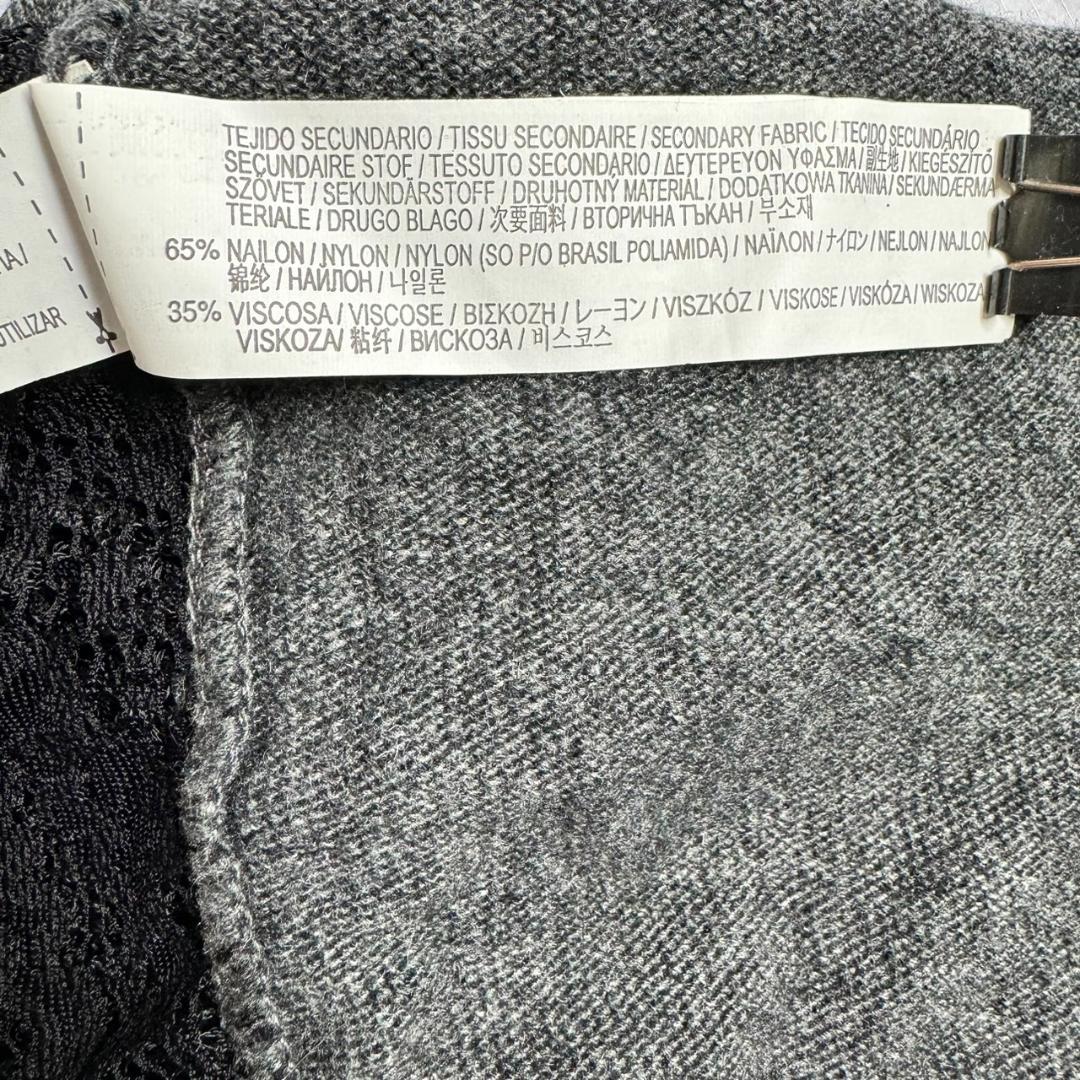 TEJIDO SECUNDARIO / TISSU SECONDAIRE / SECONDARY FABRIC / TECIDO SECUNDÁRIO
SECUNDAIRE STOF / TESSUTO SECONDARIO / ΔΕΥΤΕΡΕΥΟΝ ΥΦΑΣΜΑ / 副生地 / KIEGÉSZÍTŐ
SZÖVET / SEKUNDÄRSTOFF / DRUHOTNÝ MATERIAL / DODATKOWA TKANINA / SEKUNDÆRMA
TERIALE / DRUGO BLAGO / 次要面料 / ВТОРИЧНА ТЪКАН / 부소재
65% NAILON / NYLON / NYLON (SO P/O BRASIL POLIAMIDA) / ΝΑΪΛΟΝ / ナイロン / NEJLON / NAJLON
锦纶 / НАЙЛОН / 나일론
35% VISCOSA / VISCOSE / ΒΙΣΚΟΖΗ / レーヨン / VISZKÓZ / VISKOSE / VISKÓZA / WISKOZA
VISKOZA/ 粘纤 / ВИСКОЗА / 비스코스
UTILIZAR